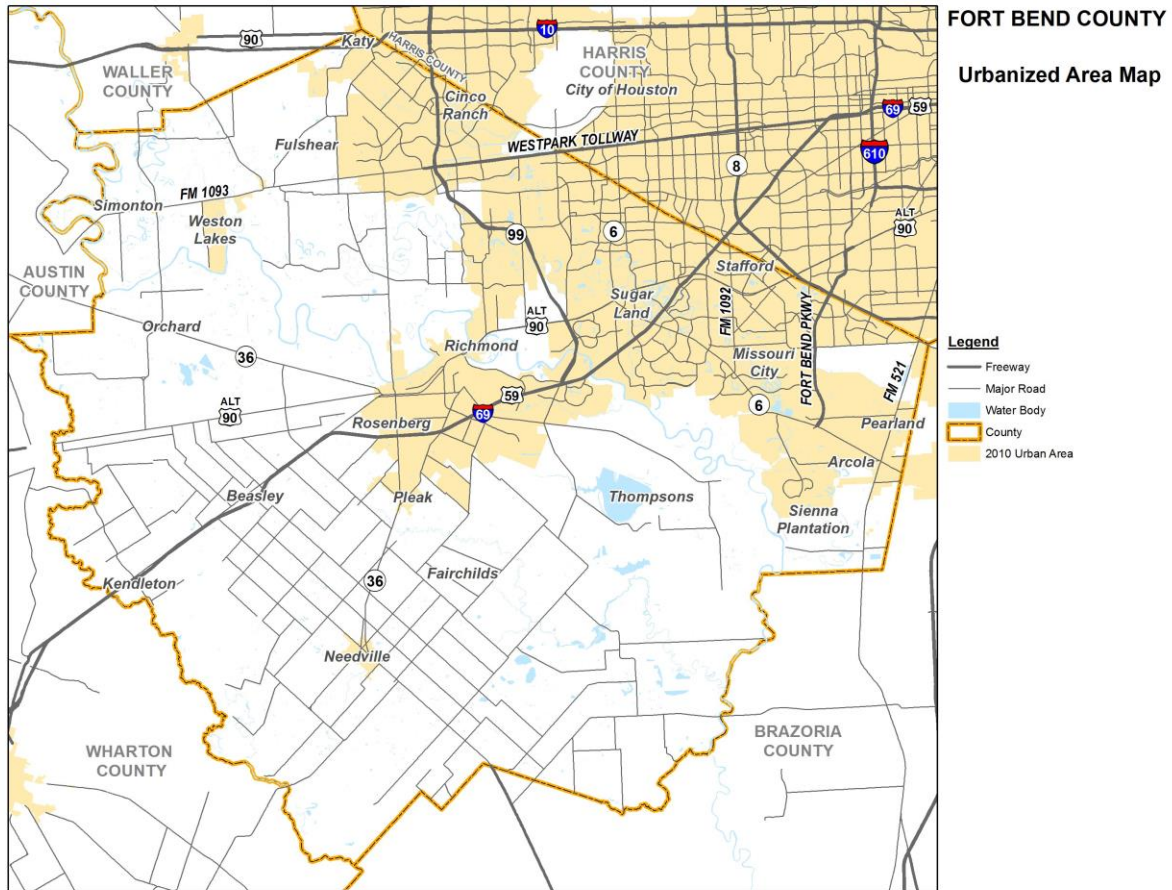 FORT BEND COUNTY
Urbanized Area Map
90
Katy
HARRIS COUNTY
10
HARRIS
COUNTY
City of Houston
WALLER
COUNTY
Cinco
Ranch
69
59
Fulshear
WESTPARK TOLLWAY
610
8
FM 1093
Simonton
Weston
Lakes
99
6
ALT
90
Stafford
AUSTIN
COUNTY
Sugar
Land
FM 1092
FORT BEND PKWY
Orchard
ALT
90
Richmond
36
Missouri
City
FM 521
Legend
Freeway
Major Road
Water Body
County
2010 Urban Area
59
69
6
ALT
90
Rosenberg
Pearland
Arcola
Beasley
Pleak
Thompsons
Sienna
Plantation
Kendleton
36
Fairchilds
Needville
WHARTON
COUNTY
BRAZORIA
COUNTY